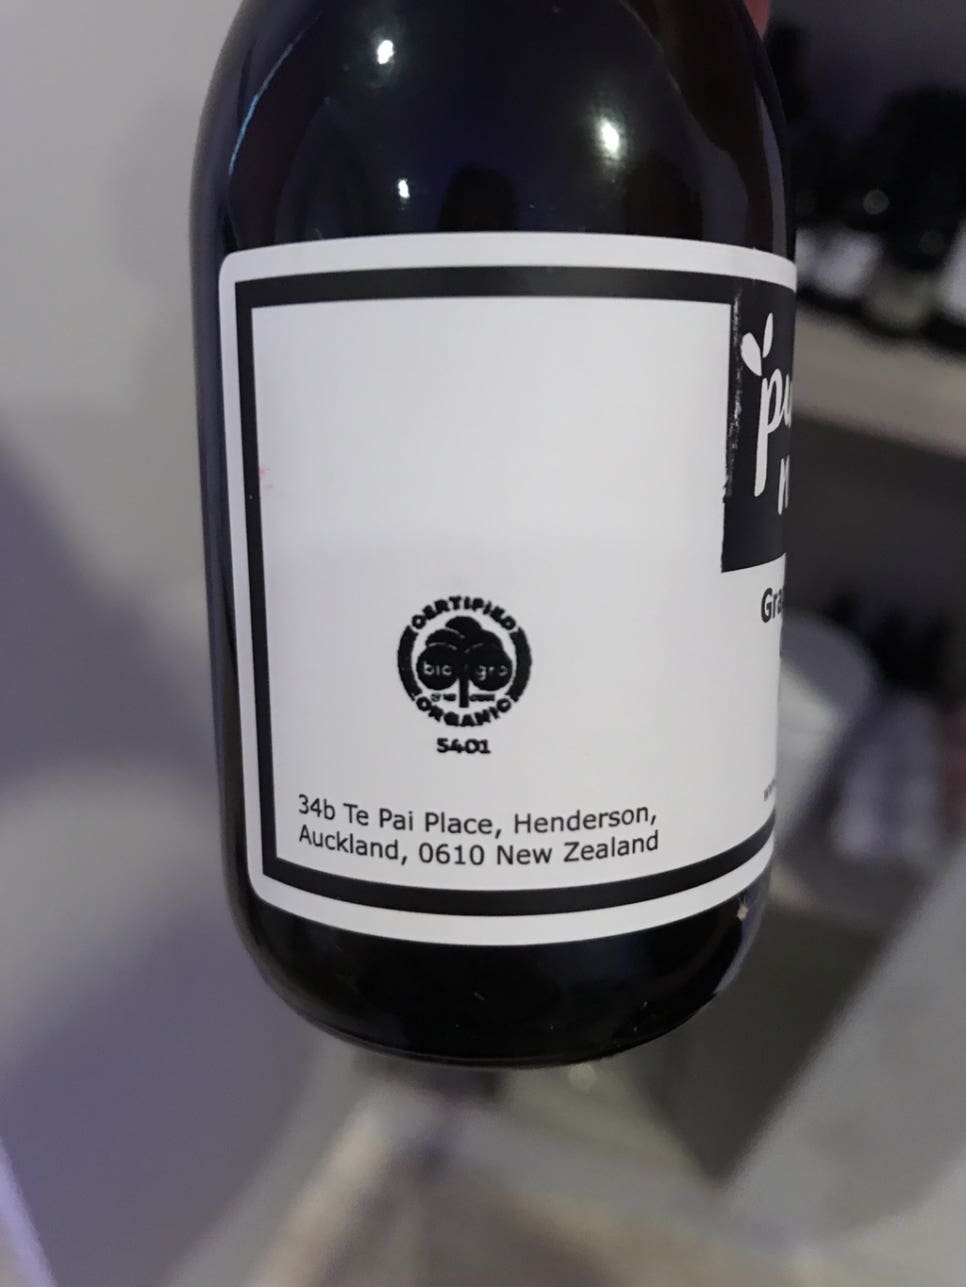 CERTIFIED
bio gro
ORGANIC
5401
34b Te Pai Place, Henderson,
Auckland, 0610 New Zealand